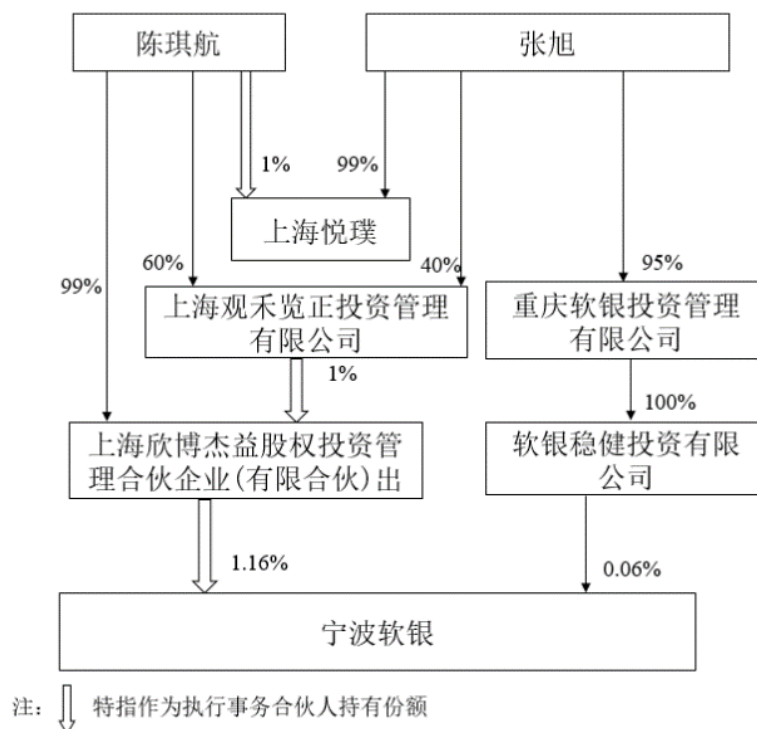 陈琪航
张旭
1%
99%
上海悦璞
60%
40%
95%
99%
上海观禾览正投资管理
有限公司
重庆软银投资管理
有限公司
1%
100%
上海欣博杰益股权投资管
理合伙企业(有限合伙)出
软银稳健投资有限
公司
1.16%
0.06%
宁波软银
注：
特指作为执行事务合伙人持有份额